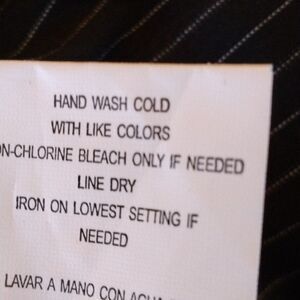 HAND WASH COLD
WITH LIKE COLORS
ON-CHLORINE BLEACH ONLY IF NEEDED
LINE DRY
IRON ON LOWEST SETTING IF
NEEDED
LAVAR A MANO CON AGUA